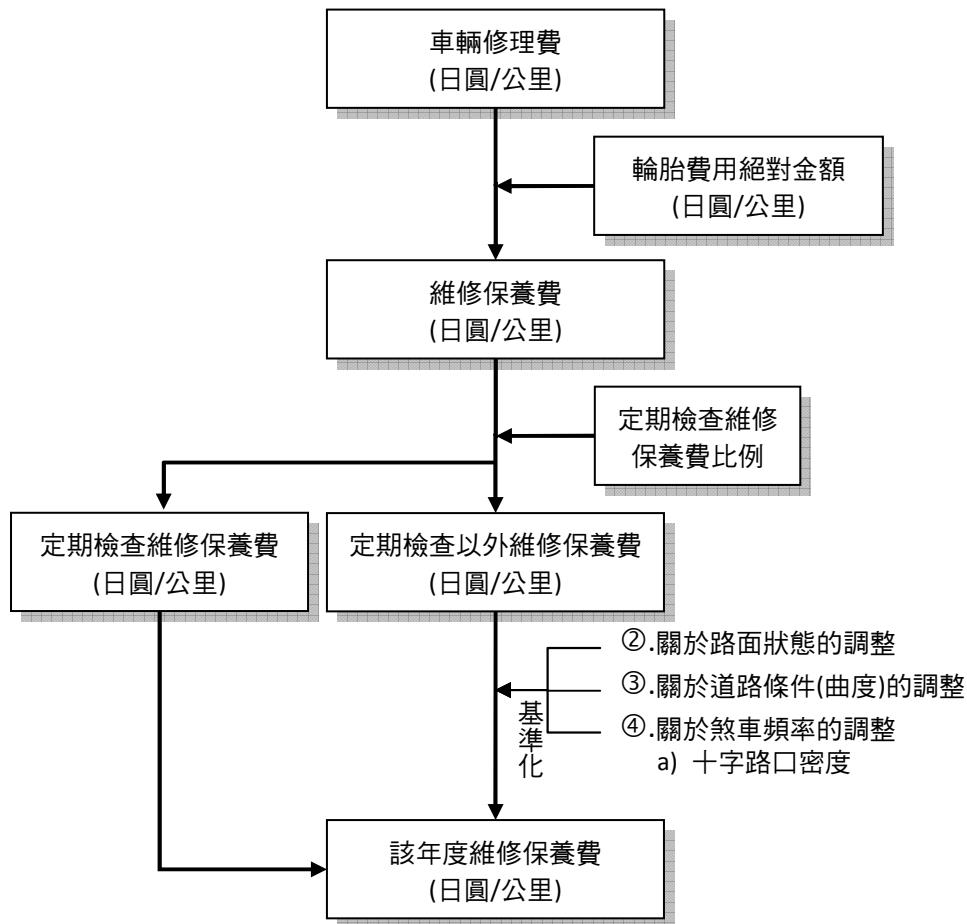 車輛修理費
(日圓/公里)
輪胎費用絕對金額
(日圓/公里)
維修保養費
(日圓/公里)
定期檢查維修
保養費比例
定期檢查維修保養費
(日圓/公里)
定期檢查以外維修保養費
(日圓/公里)
②.關於路面狀態的調整
③.關於道路條件(曲度)的調整
④.關於煞車頻率的調整
a) 十字路口密度
基準化
該年度維修保養費
(日圓/公里)